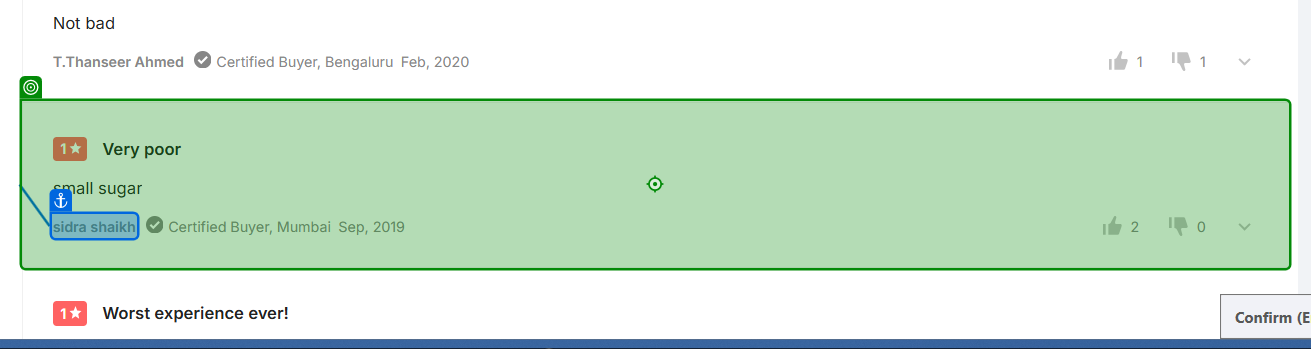 Not bad
T.Thanseer Ahmed Certified Buyer, Bengaluru Feb, 2020 1 1
1★ Very poor
small sugar
sidra shaikh Certified Buyer, Mumbai Sep, 2019 2 0
1★ Worst experience ever!
Confirm (E